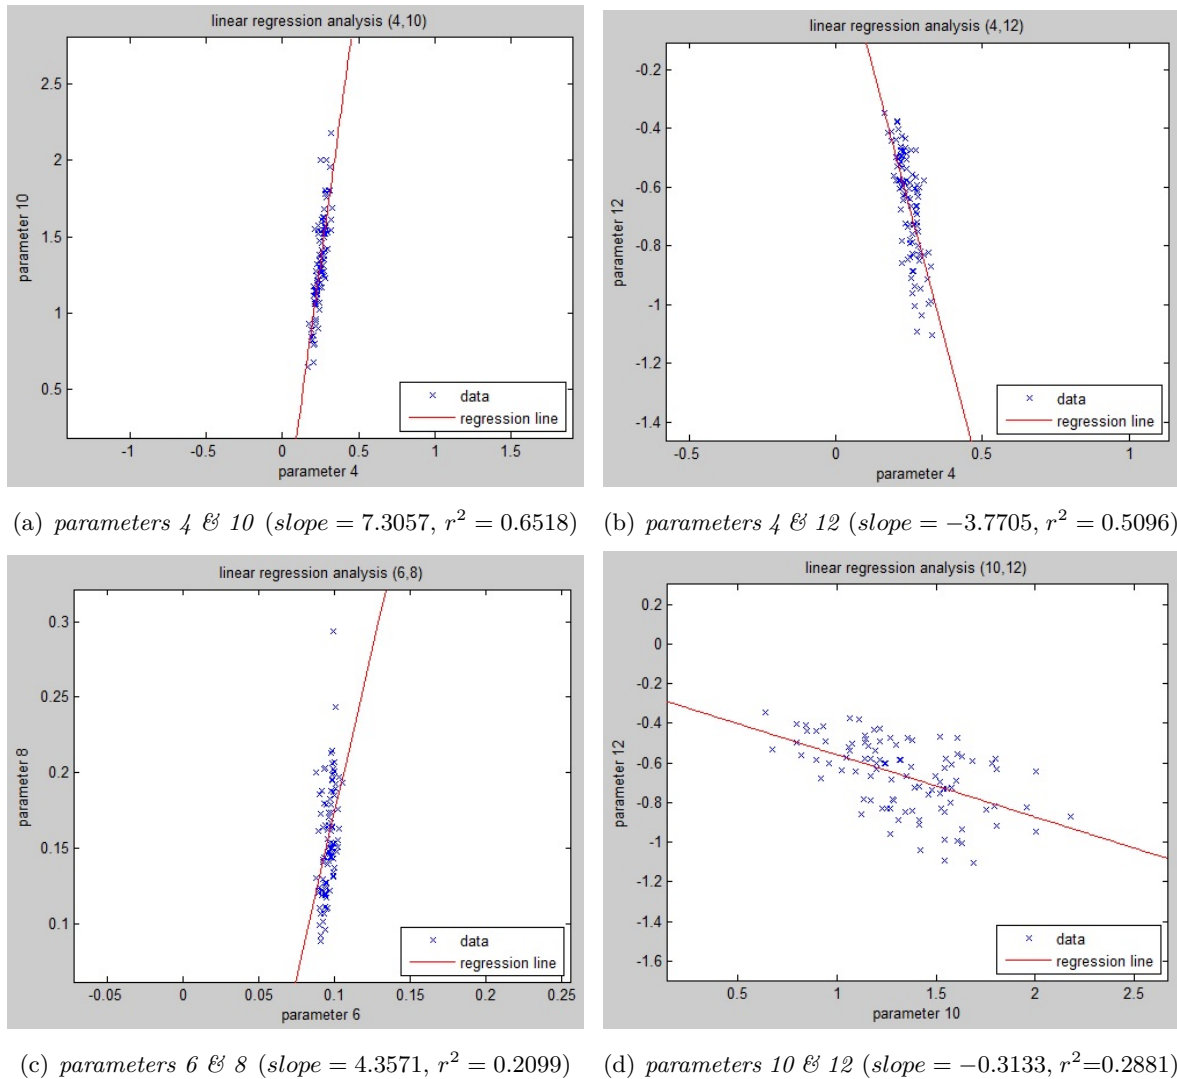 linear regression analysis (4,10)
2.5
2
1.5
1
0.5
parameter 10
-1
0
0.5
1
1.5
parameter 4
data
regression line
(a) parameters 4 & 10 (slope = 7.3057, r² = 0.6518)
linear regression analysis (4,12)
-0.2
-0.4
-0.6
-0.8
-1
-1.2
-1.4
parameter 12
-0.5
0
0.5
1
parameter 4
data
regression line
(b) parameters 4 & 12 (slope = −3.7705, r² = 0.5096)
linear regression analysis (6,8)
0.3
0.25
0.2
0.15
0.1
parameter 8
-0.05
0
0.05
0.1
0.15
0.2
0.25
parameter 6
data
regression line
(c) parameters 6 & 8 (slope = 4.3571, r² = 0.2099)
linear regression analysis (10,12)
0.2
0
-0.2
-0.4
-0.6
-0.8
-1
-1.2
-1.4
-1.6
parameter 12
0.5
1
1.5
2
2.5
parameter 10
data
regression line
(d) parameters 10 & 12 (slope = −0.3133, r²=0.2881)